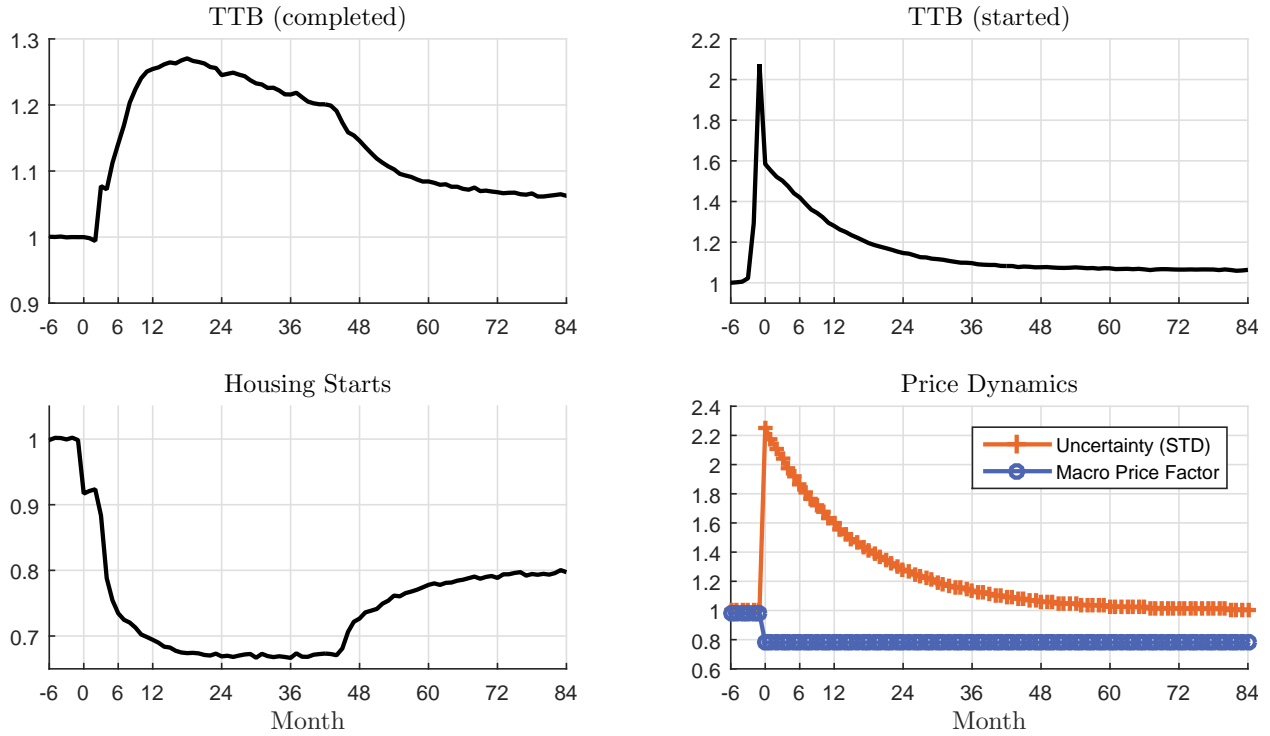 TTB (completed)
1.3
1.2
1.1
1
0.9
-6 0 6 12 24 36 48 60 72 84
TTB (started)
2.2
2
1.8
1.6
1.4
1.2
1
-6 0 6 12 24 36 48 60 72 84
Housing Starts
1
0.9
0.8
0.7
-6 0 6 12 24 36 48 60 72 84
Month
Price Dynamics
2.4
2.2
2
1.8
1.6
1.4
1.2
1
0.8
0.6
Uncertainty (STD)
Macro Price Factor
-6 0 6 12 24 36 48 60 72 84
Month